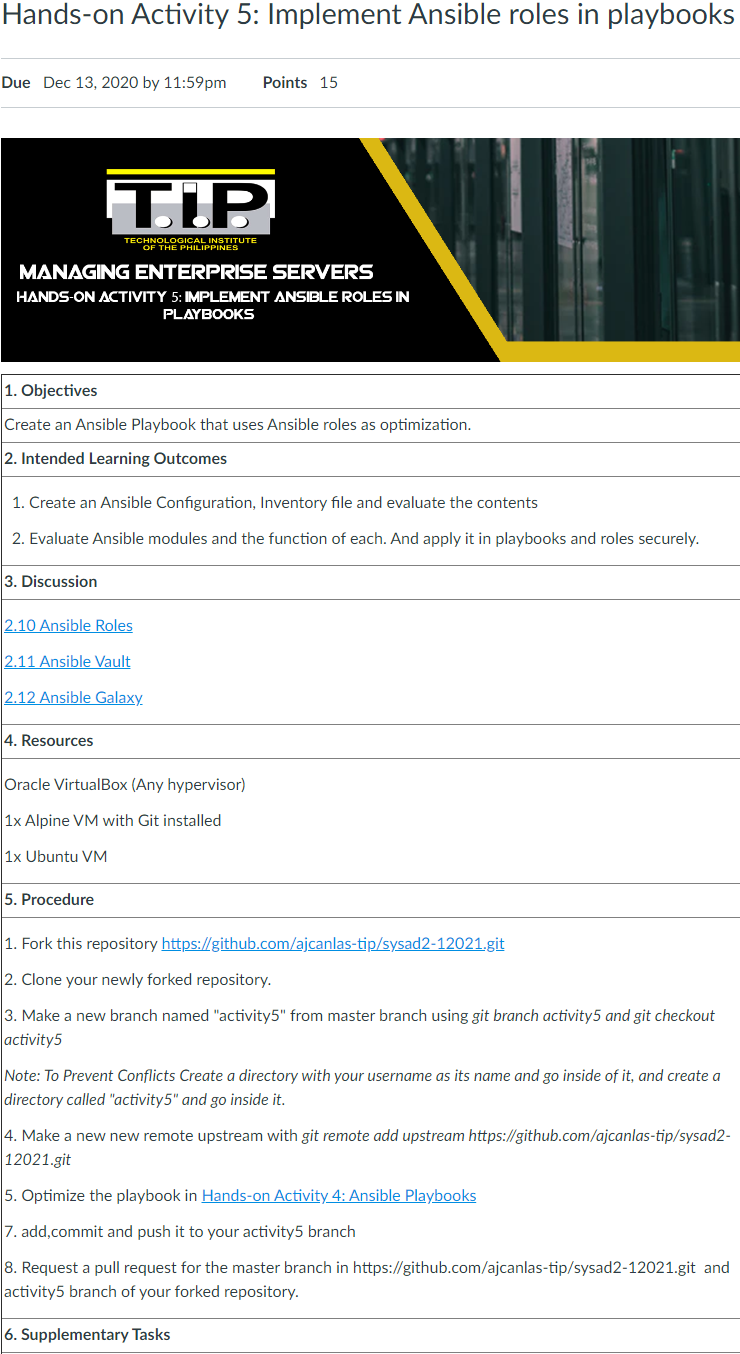 Hands-on Activity 5: Implement Ansible roles in playbooks
Due Dec 13, 2020 by 11:59pm Points 15
T.I.P.
TECHNOLOGICAL INSTITUTE
OF THE PHILIPPINES
MANAGING ENTERPRISE SERVERS
HANDS-ON ACTIVITY 5: IMPLEMENT ANSIBLE ROLES IN
PLAYBOOKS
1. Objectives
Create an Ansible Playbook that uses Ansible roles as optimization.
2. Intended Learning Outcomes
1. Create an Ansible Configuration, Inventory file and evaluate the contents
2. Evaluate Ansible modules and the function of each. And apply it in playbooks and roles securely.
3. Discussion
2.10 Ansible Roles
2.11 Ansible Vault
2.12 Ansible Galaxy
4. Resources
Oracle VirtualBox (Any hypervisor)
1x Alpine VM with Git installed
1x Ubuntu VM
5. Procedure
1. Fork this repository https://github.com/ajcanlas-tip/sysad2-12021.git
2. Clone your newly forked repository.
3. Make a new branch named "activity5" from master branch using git branch activity5 and git checkout
activity5
Note: To Prevent Conflicts Create a directory with your username as its name and go inside of it, and create a
directory called "activity5" and go inside it.
4. Make a new new remote upstream with git remote add upstream https://github.com/ajcanlas-tip/sysad2-
12021.git
5. Optimize the playbook in Hands-on Activity 4: Ansible Playbooks
7. add,commit and push it to your activity5 branch
8. Request a pull request for the master branch in https://github.com/ajcanlas-tip/sysad2-12021.git and
activity5 branch of your forked repository.
6. Supplementary Tasks